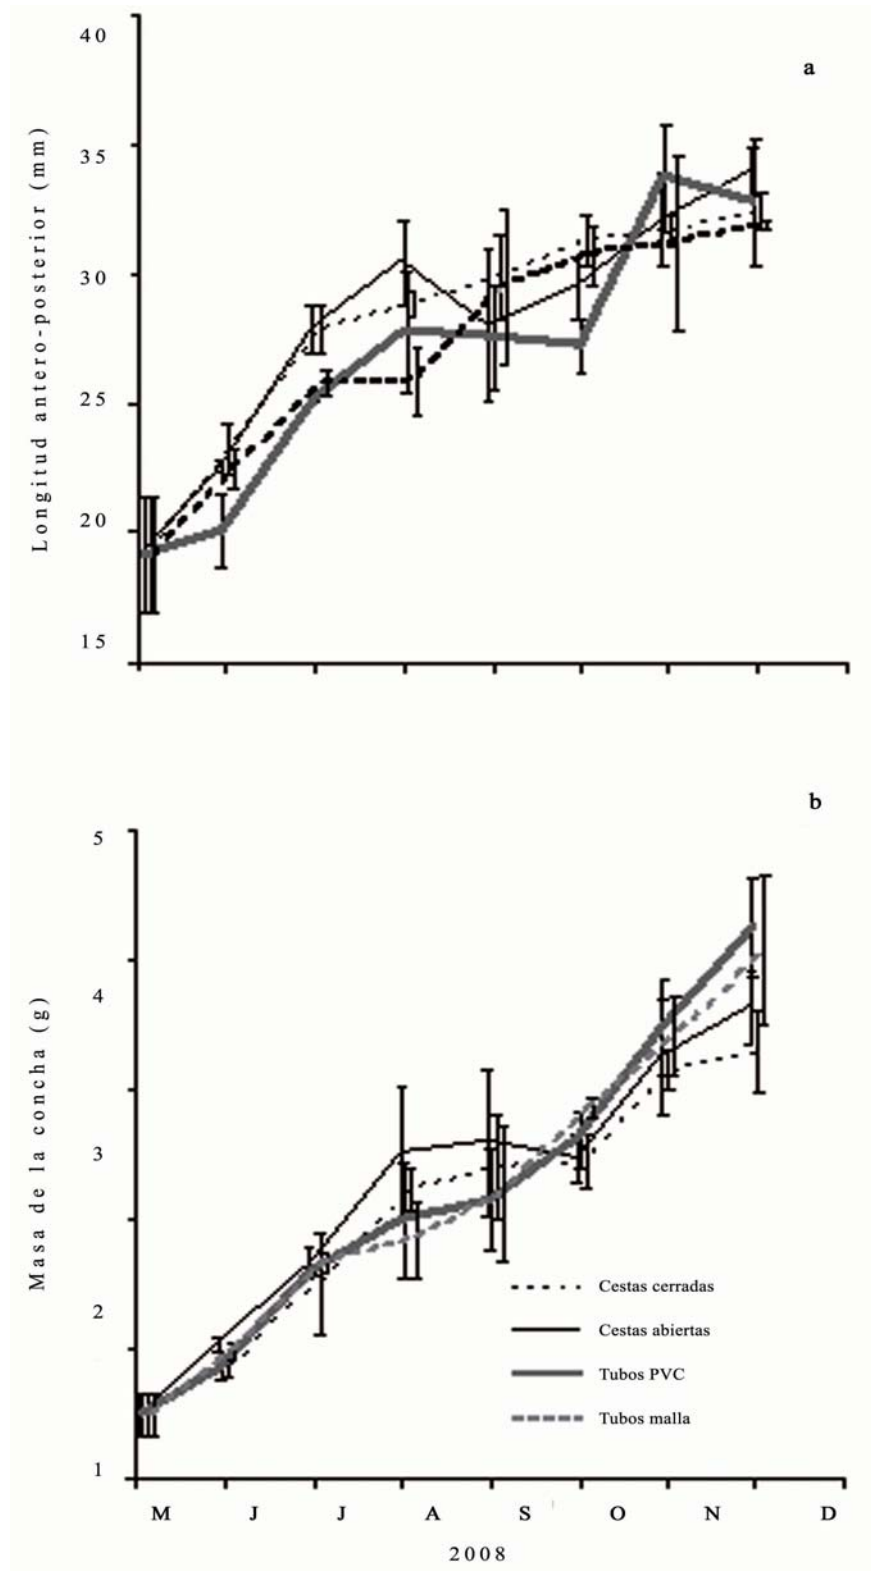 40
a
35
30
25
20
15
Longitud antero-posterior (mm)
b
5
4
3
2
1
Masa de la concha (g)
Cestas cerradas
Cestas abiertas
Tubos PVC
Tubos malla
M J J A S O N D
2008